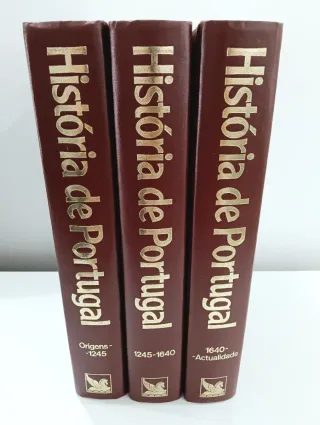 História de Portugal
Origens-
-1245
História de Portugal
1245-1640
História de Portugal
1640-
-Actualidade